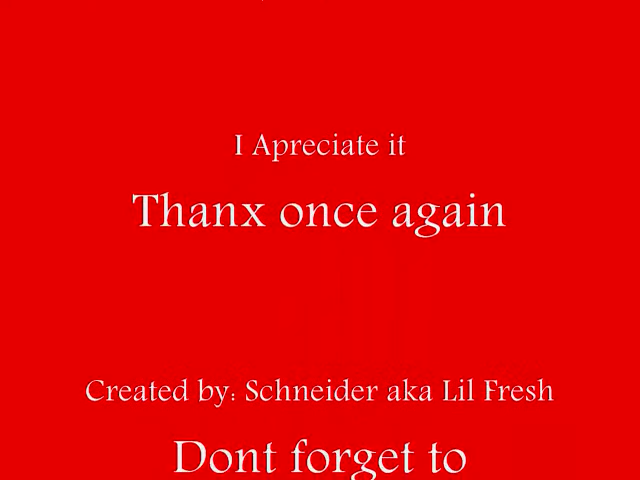 I Apreciate it
Thanx once again
Created by: Schneider aka Lil Fresh
Dont forget to